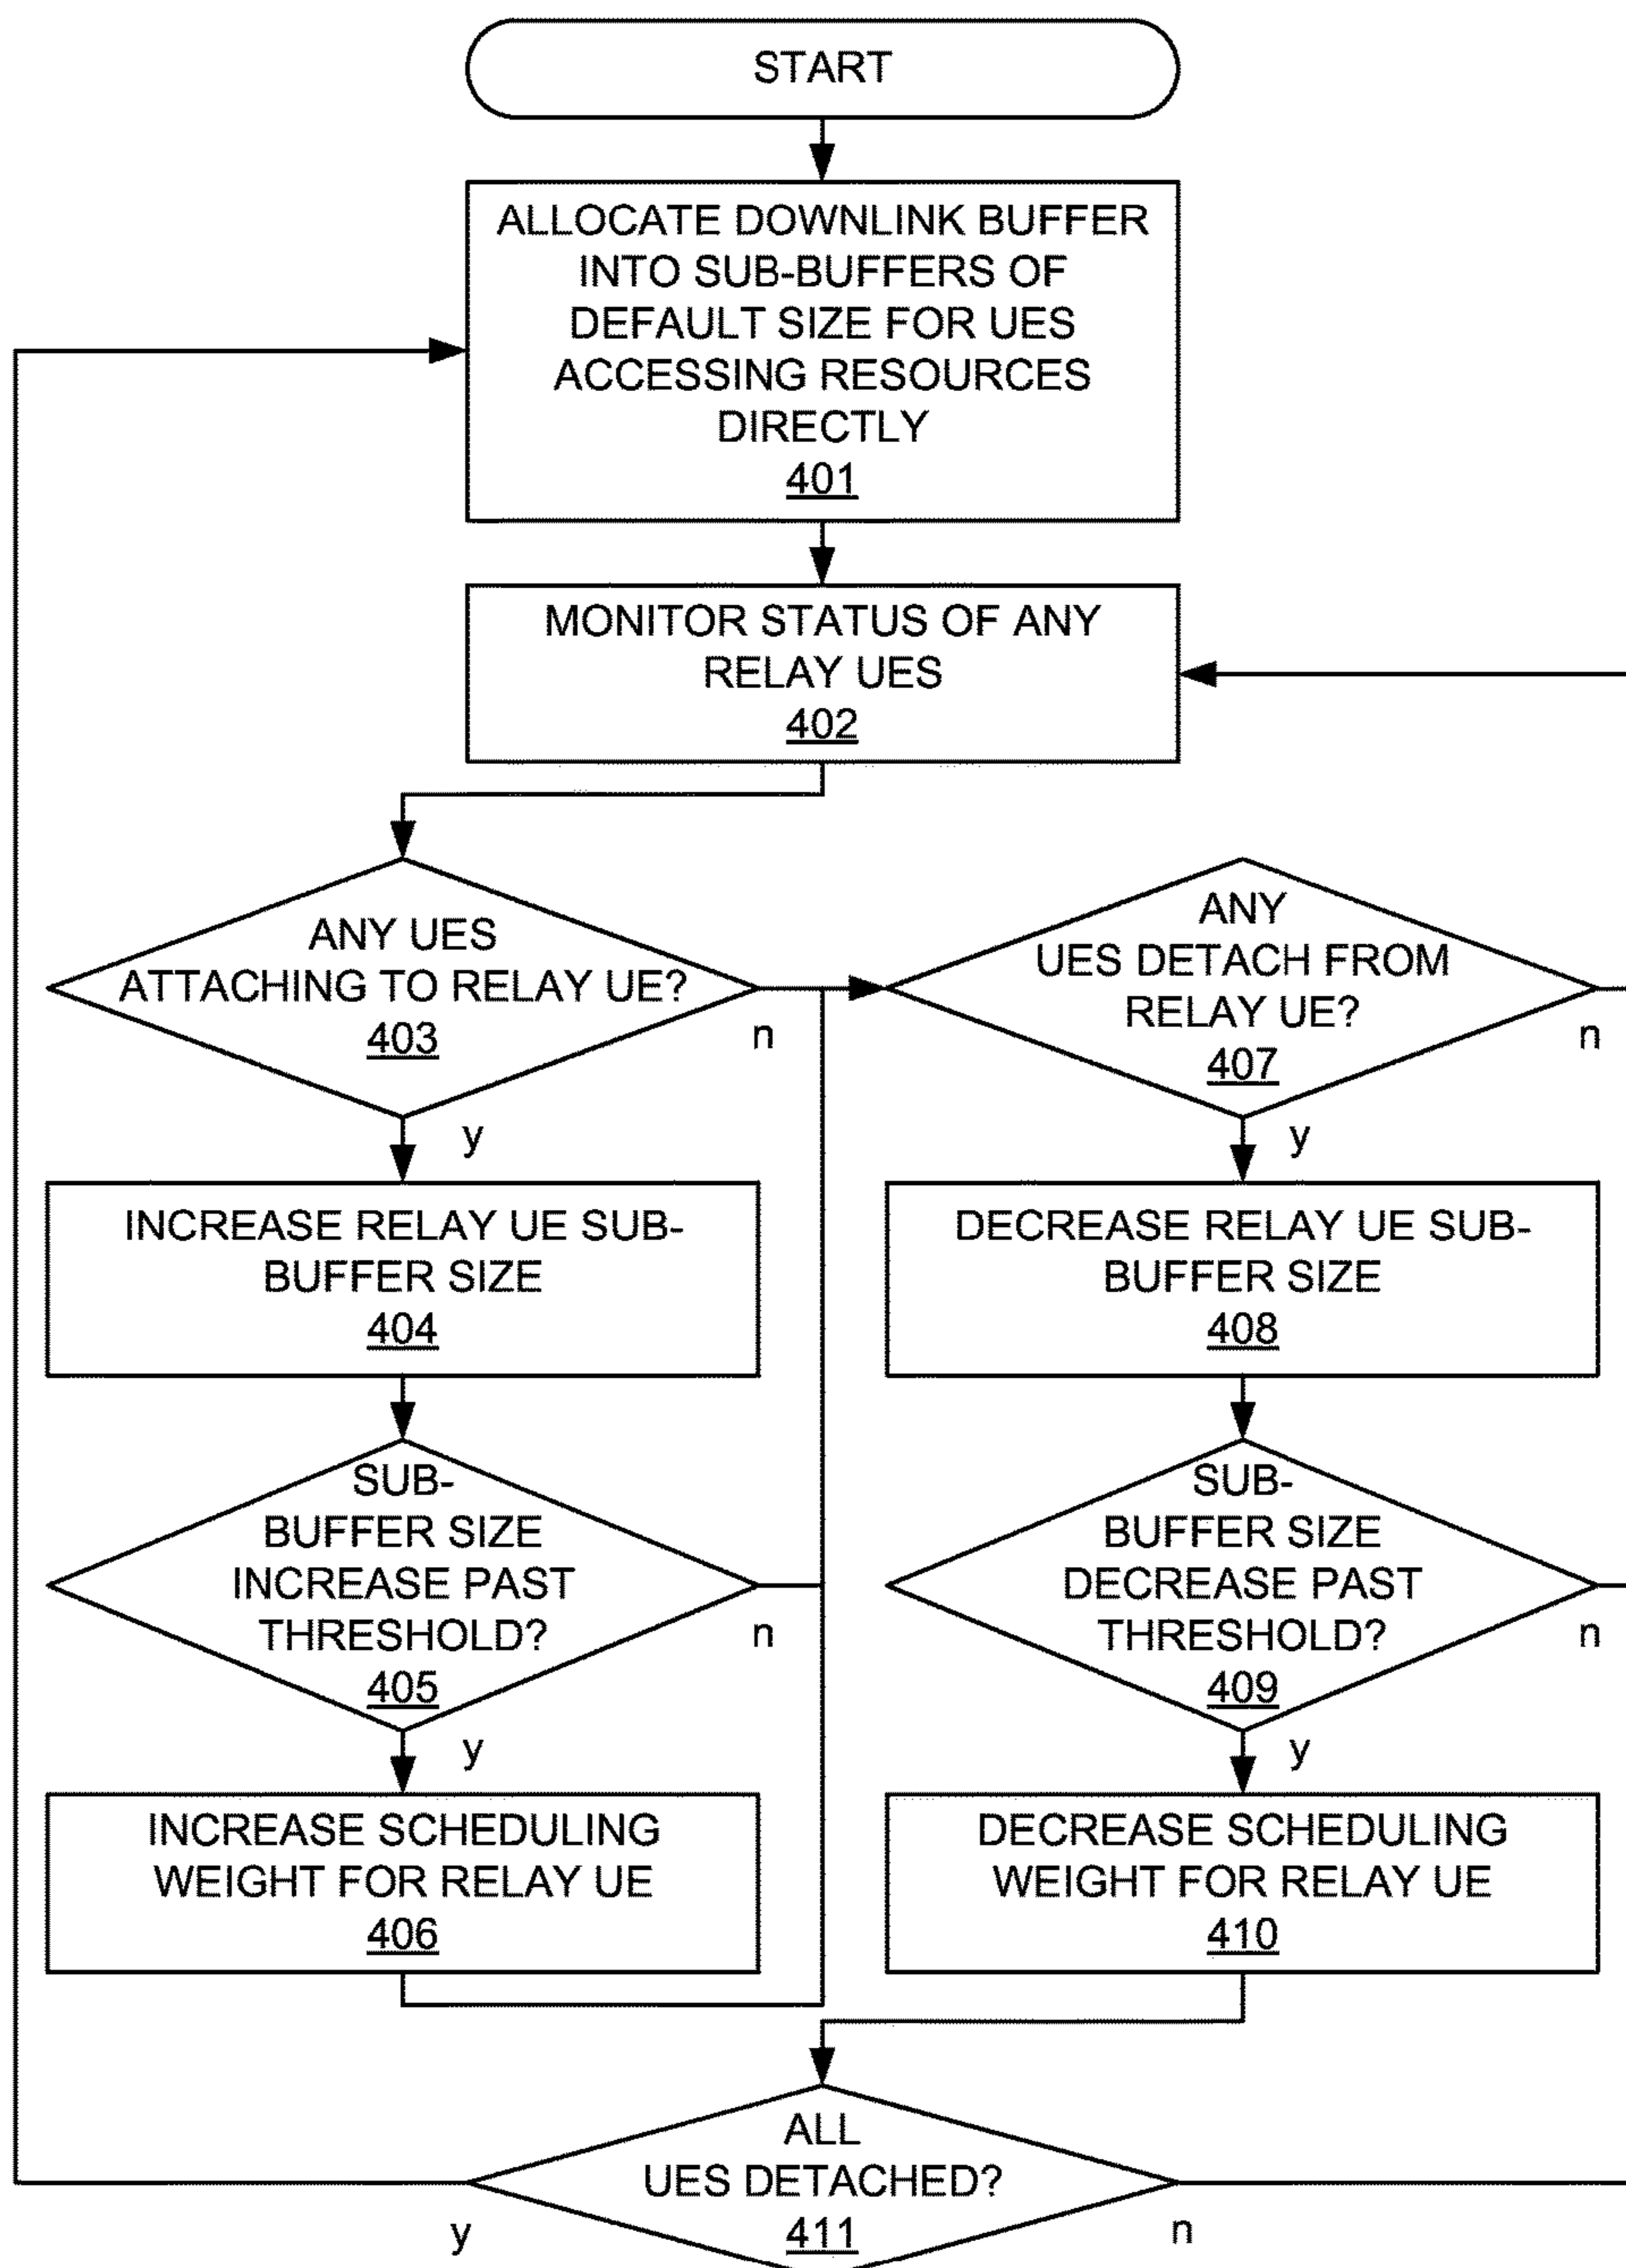 START
ALLOCATE DOWNLINK BUFFER
INTO SUB-BUFFERS OF
DEFAULT SIZE FOR UES
ACCESSING RESOURCES
DIRECTLY
401
MONITOR STATUS OF ANY
RELAY UES
402
ANY UES
ATTACHING TO RELAY UE?
403
n
y
ANY
UES DETACH FROM
RELAY UE?
407
n
y
INCREASE RELAY UE SUB-
BUFFER SIZE
404
DECREASE RELAY UE SUB-
BUFFER SIZE
408
SUB-
BUFFER SIZE
INCREASE PAST
THRESHOLD?
405
n
y
SUB-
BUFFER SIZE
DECREASE PAST
THRESHOLD?
409
n
y
INCREASE SCHEDULING
WEIGHT FOR RELAY UE
406
DECREASE SCHEDULING
WEIGHT FOR RELAY UE
410
ALL
UES DETACHED?
411
y
n